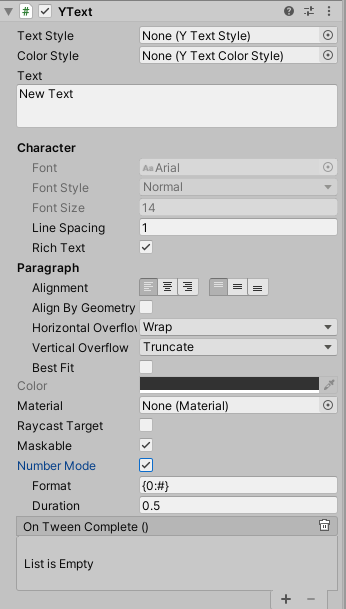 YText
Text Style None (Y Text Style)
Color Style None (Y Text Color Style)
Text
New Text
Character
Font Aa Arial
Font Style Normal
Font Size 14
Line Spacing 1
Rich Text
Paragraph
Alignment
Align By Geometry
Horizontal Overflow Wrap
Vertical Overflow Truncate
Best Fit
Color
Material None (Material)
Raycast Target
Maskable
Number Mode
Format {0:#}
Duration 0.5
On Tween Complete ()
List is Empty